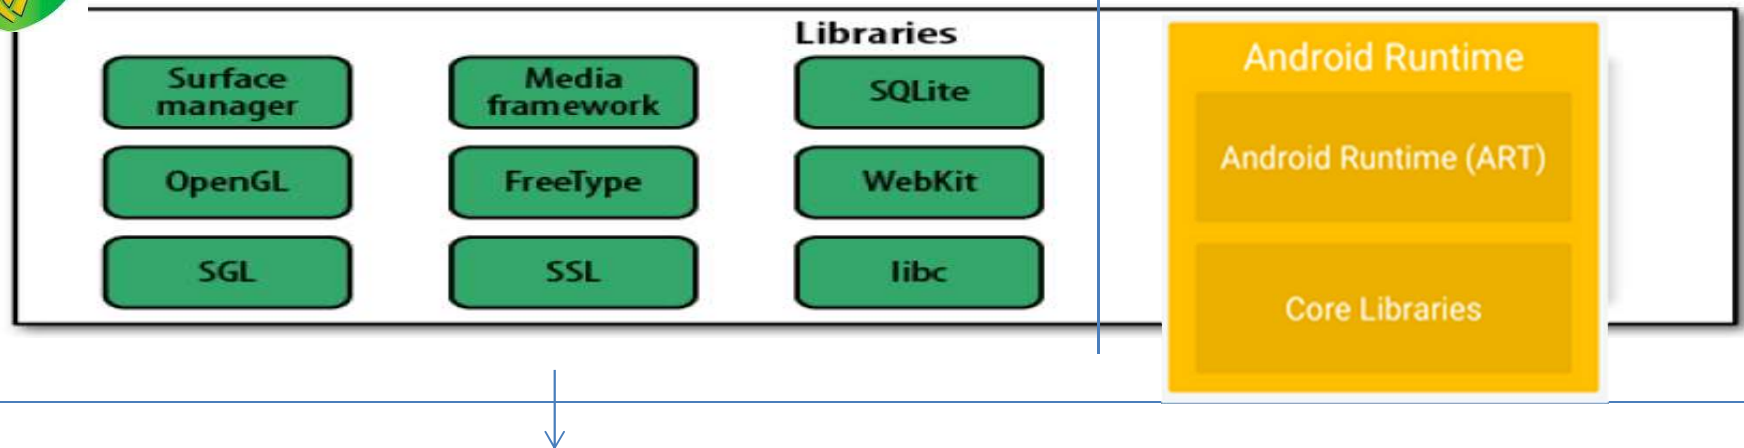 Libraries
Surface
manager
Media
framework
SQLite
OpenGL
FreeType
WebKit
SGL
SSL
libc
Android Runtime
Android Runtime (ART)
Core Libraries